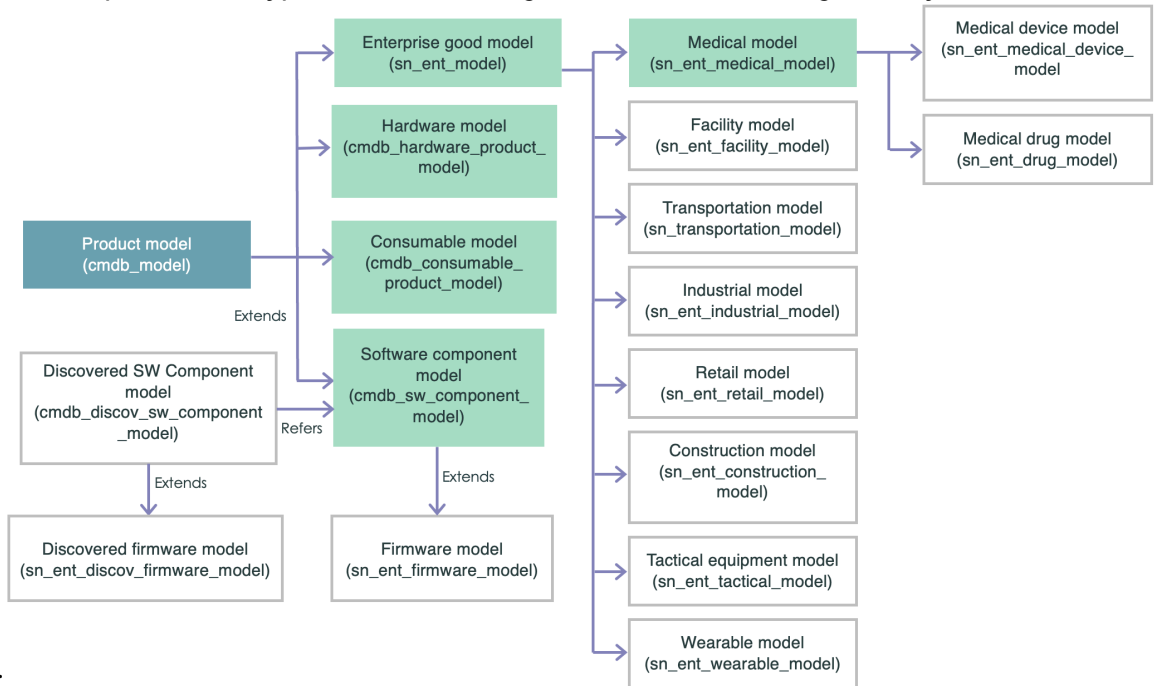 Enterprise good model
(sn_ent_model)
Medical model
(sn_ent_medical_model)
Medical device model
(sn_ent_medical_device_
model
Hardware model
(cmdb_hardware_product_
model)
Facility model
(sn_ent_facility_model)
Medical drug model
(sn_ent_drug_model)
Transportation model
(sn_transportation_model)
Product model
(cmdb_model)
Consumable model
(cmdb_consumable_
product_model)
Industrial model
(sn_ent_industrial_model)
Extends
Discovered SW Component
model
(cmdb_discov_sw_component
_model)
Refers
Software component
model
(cmdb_sw_component_
model)
Retail model
(sn_ent_retail_model)
Construction model
(sn_ent_construction_
model)
Extends
Extends
Discovered firmware model
(sn_ent_discov_firmware_model)
Firmware model
(sn_ent_firmware_model)
Tactical equipment model
(sn_ent_tactical_model)
Wearable model
(sn_ent_wearable_model)